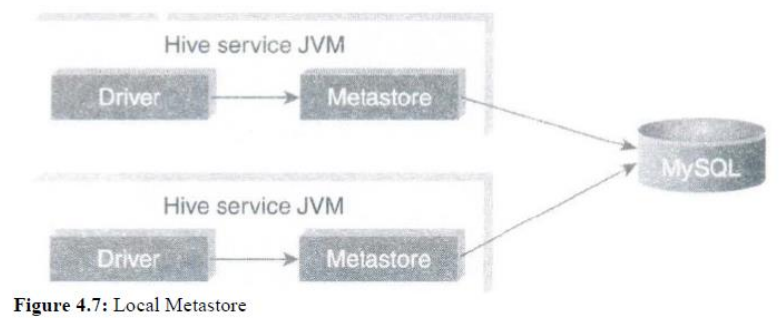 Hive service JVM
Driver
Metastore
MySQL
Hive service JVM
Driver
Metastore
Figure 4.7: Local Metastore